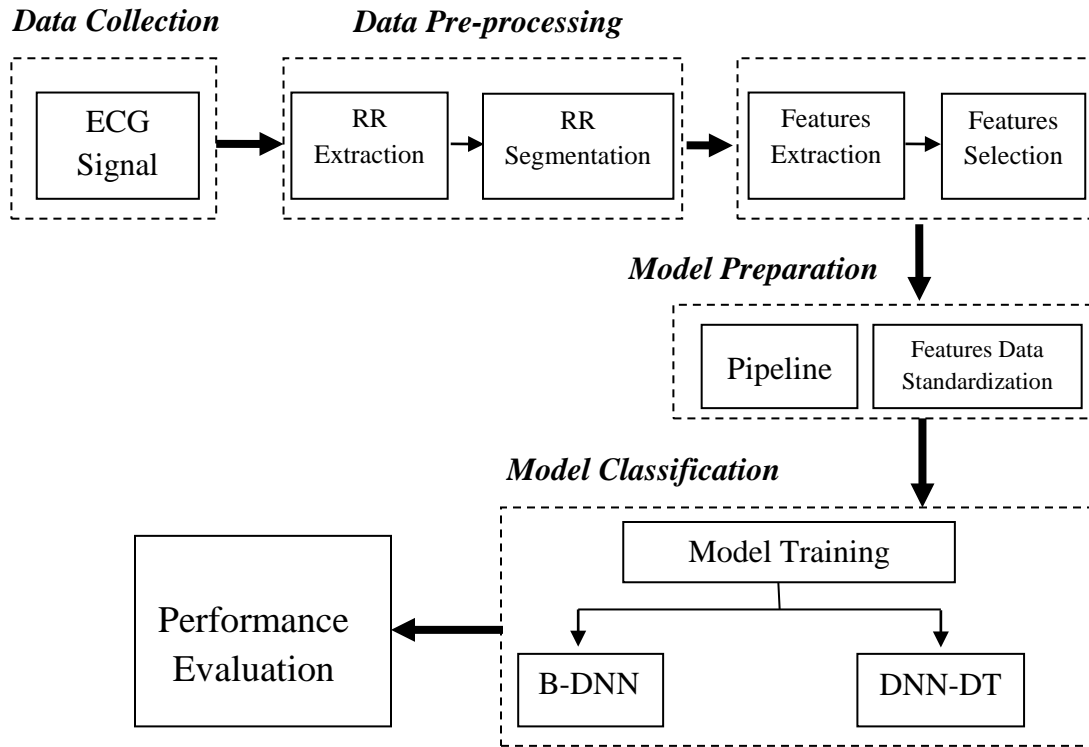 Data Collection
Data Pre-processing
ECG
Signal
RR
Extraction
RR
Segmentation
Features
Extraction
Features
Selection
Model Preparation
Pipeline
Features Data
Standardization
Model Classification
Model Training
Performance
Evaluation
B-DNN
DNN-DT